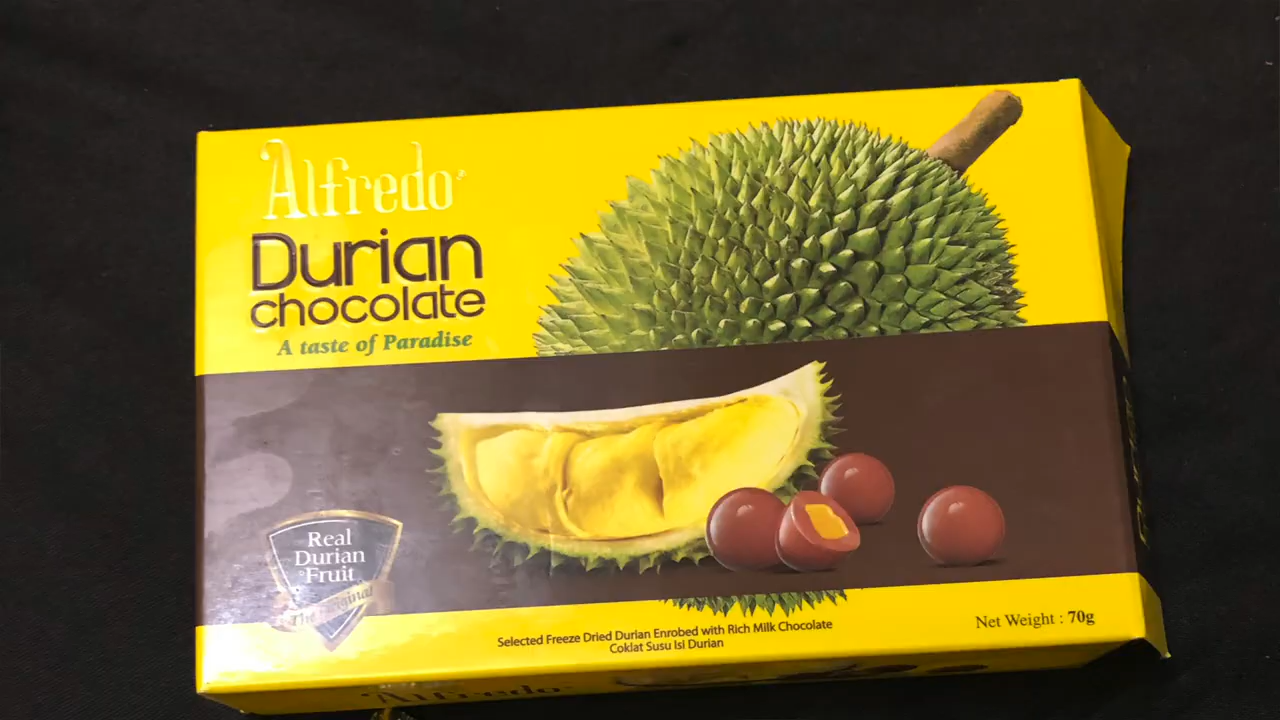 Alfredo
Durian
chocolate
A taste of Paradise
Real
Durian
Fruit
The Original
Selected Freeze Dried Durian Enrobed with Rich Milk Chocolate
Coklat Susu Isi Durian
Net Weight : 70g
Alfredo